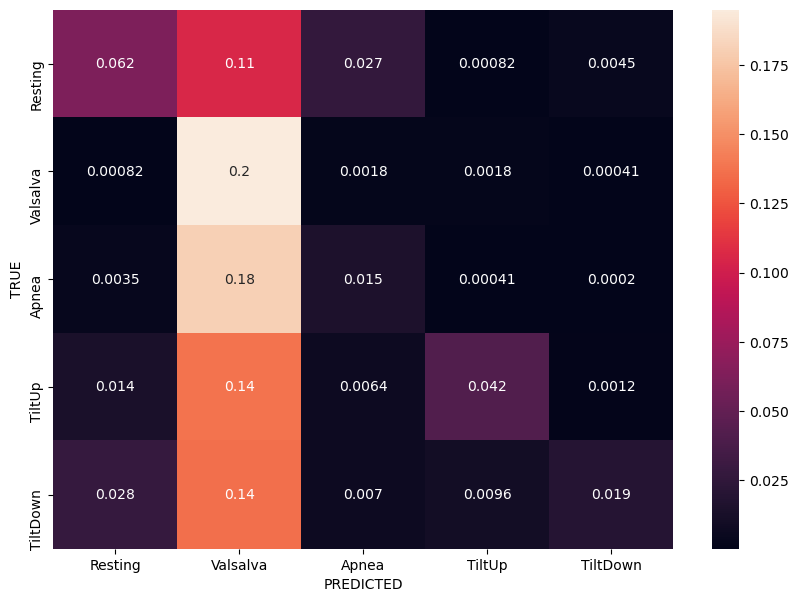 Resting 0.062 0.11 0.027 0.00082 0.0045
Valsalva 0.00082 0.2 0.0018 0.0018 0.00041
Apnea 0.0035 0.18 0.015 0.00041 0.0002
TiltUp 0.014 0.14 0.0064 0.042 0.0012
TiltDown 0.028 0.14 0.007 0.0096 0.019
Resting Valsalva Apnea TiltUp TiltDown
PREDICTED
TRUE
0.175
0.150
0.125
0.100
0.075
0.050
0.025